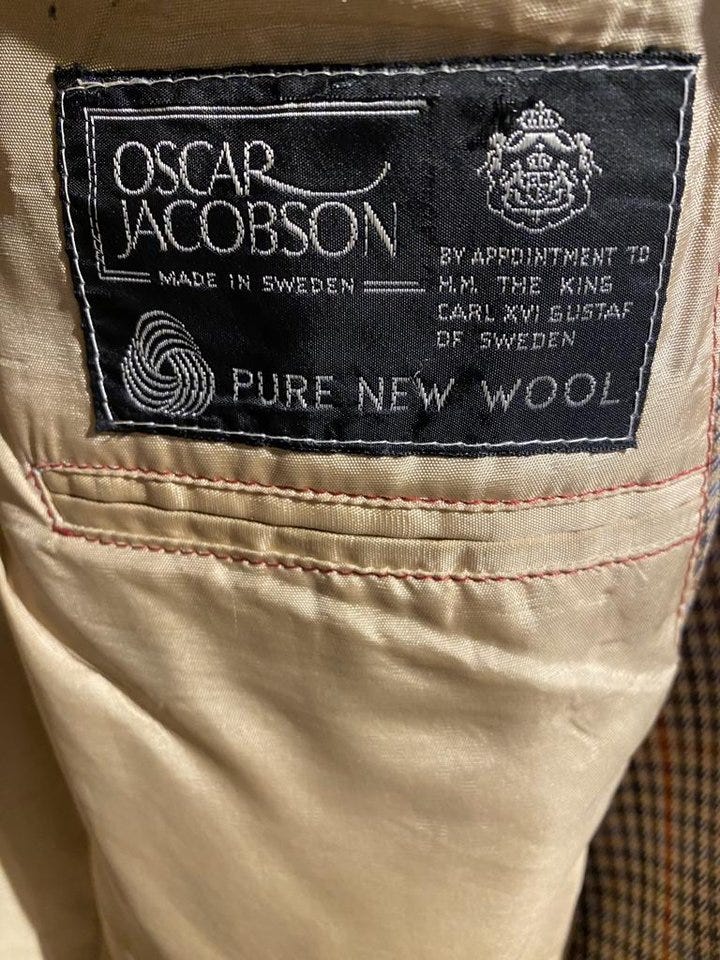 OSCAR
JACOBSON
MADE IN SWEDEN
BY APPOINTMENT TO
H.M. THE KING
CARL XVI GUSTAF
OF SWEDEN
PURE NEW WOOL